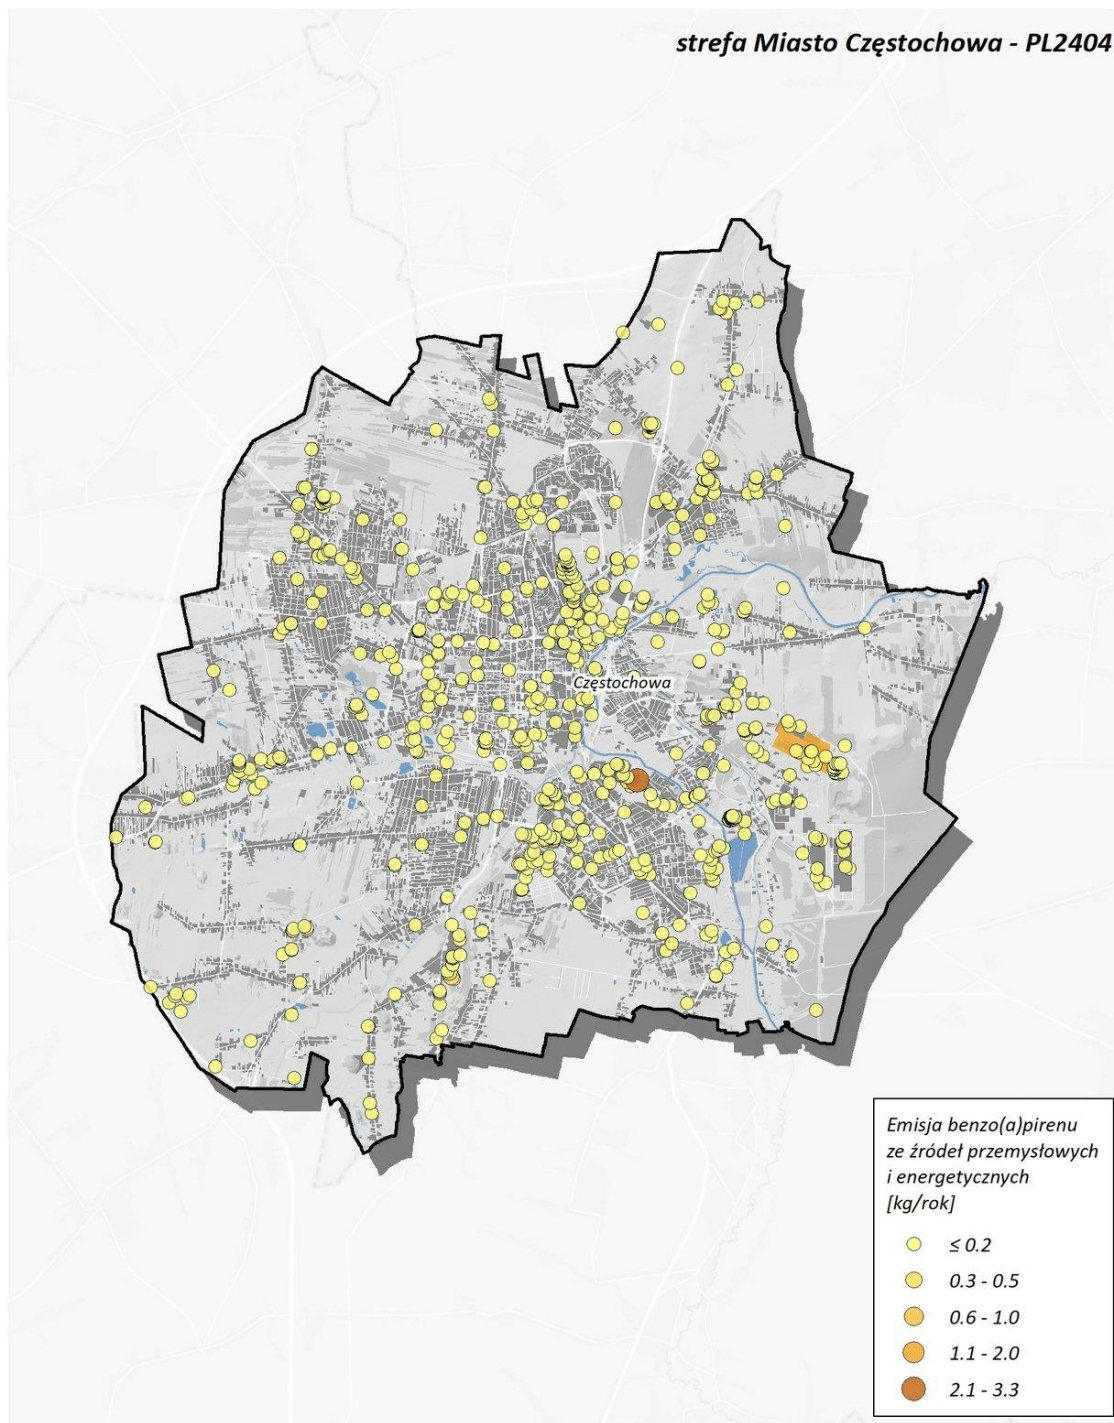 strefa Miasto Częstochowa - PL2404
Częstochowa
Emisja benzo(a)pirenu
ze źródeł przemysłowych
i energetycznych
[kg/rok]
≤ 0.2
0.3 - 0.5
0.6 - 1.0
1.1 - 2.0
2.1 - 3.3